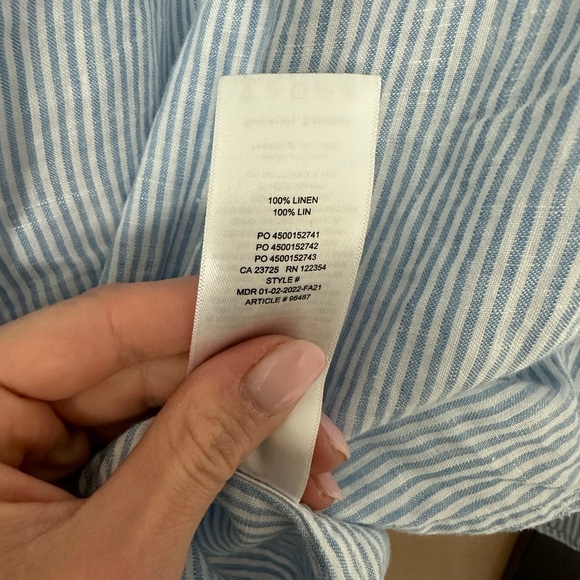 100% LINEN
100% LIN
PO 4500152741
PO 4500152742
PO 4500152743
CA 23725 RN 122354
STYLE #
MDR 01-02-2022-FA21
ARTICLE # 96487